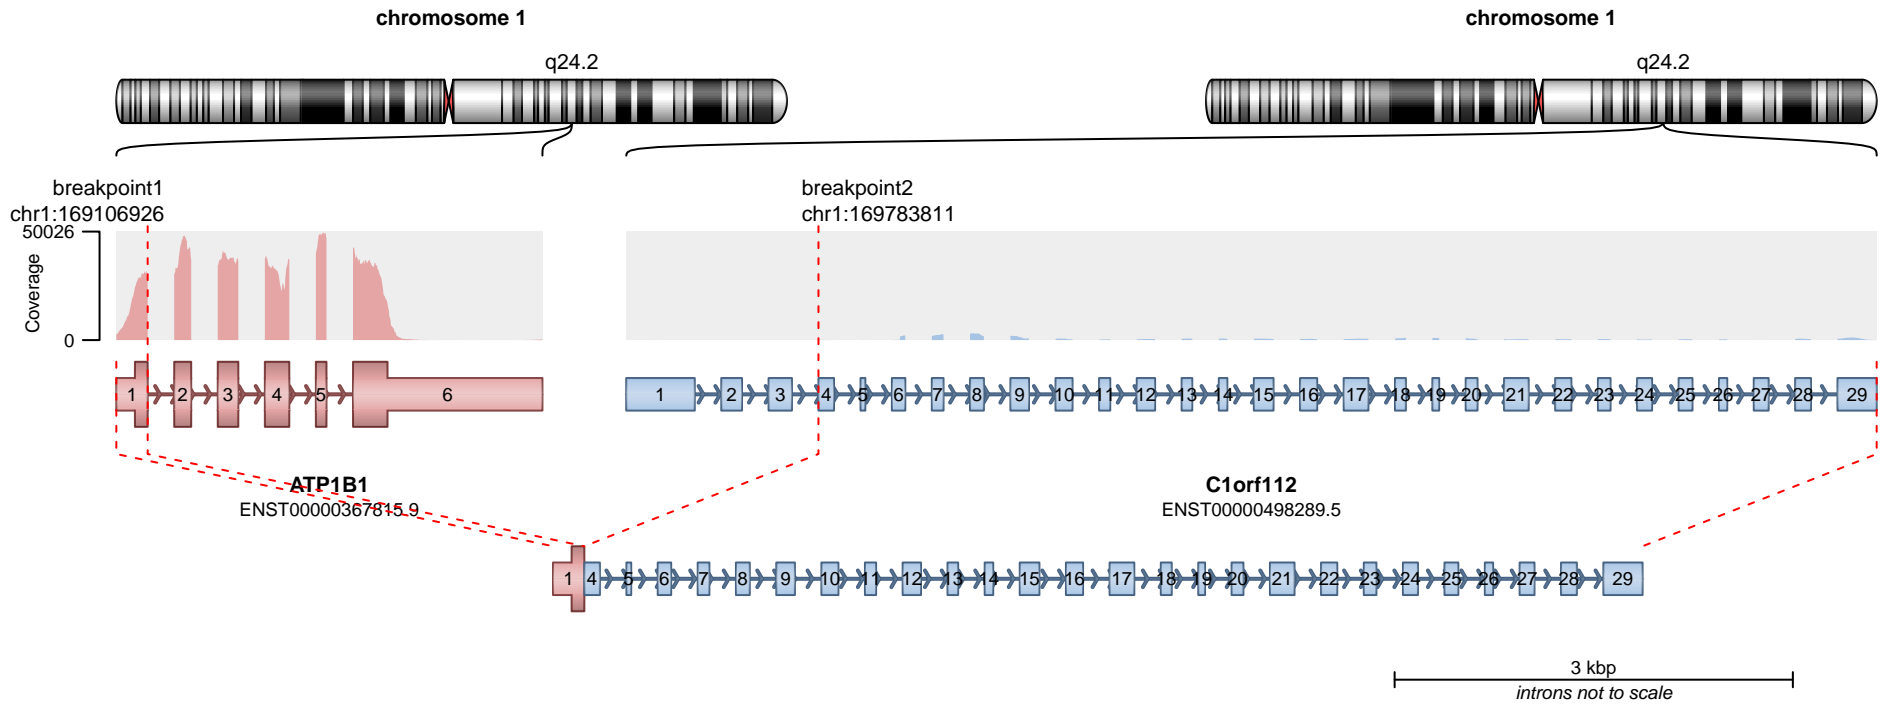 chromosome 1
chromosome 1
q24.2
q24.2
breakpoint1
chr1:169106926
breakpoint2
chr1:169783811
50026
Coverage
0
1 2 3 4 5 6
1 2 3 4 5 6 7 8 9 10 11 12 13 14 15 16 17 18 19 20 21 22 23 24 25 26 27 28 29
ATP1B1
ENST00000367815.9
C1orf112
ENST00000498289.5
1 4 5 6 7 8 9 10 11 12 13 14 15 16 17 18 19 20 21 22 23 24 25 26 27 28 29
3 kbp
introns not to scale